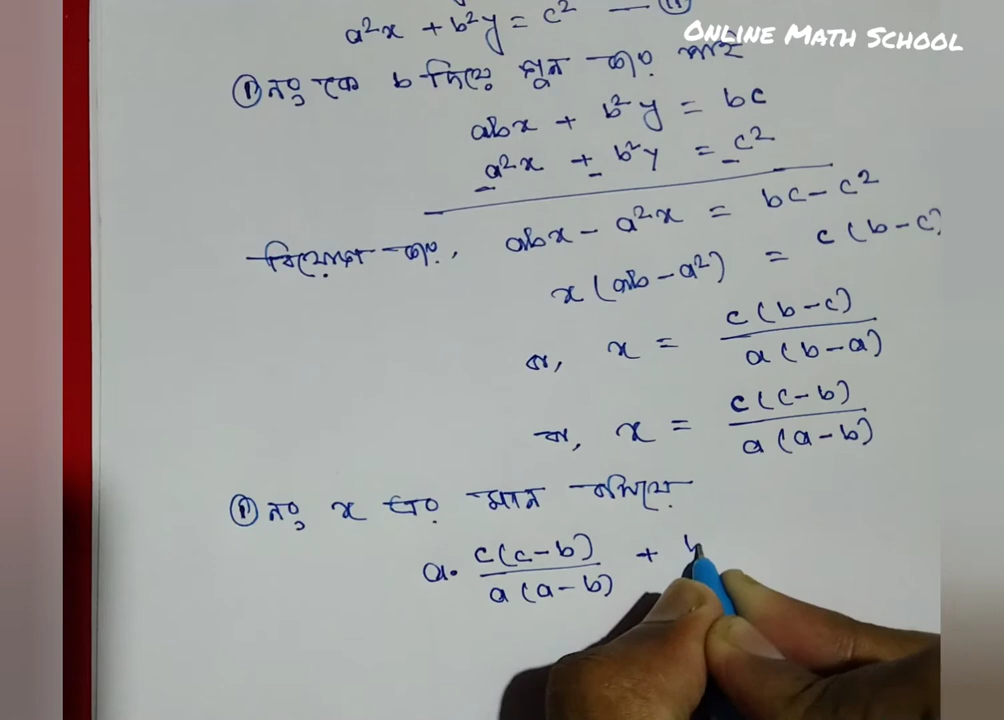 ONLINE MATH SCHOOL
a²x + b²y = c² — (ii)
(i) নং কে b দিয়ে গুন করে পাই
abx + b²y = bc
a²x + b²y = c²
বিয়োগ করে, abx - a²x = bc - c²
x(ab - a²) = c(b - c)
বা, x = c(b-c) / a(b-a)
বা, x = c(c-b) / a(a-b)
(i) নং x এর মান বসিয়ে
a. c(c-b) / a(a-b) + b